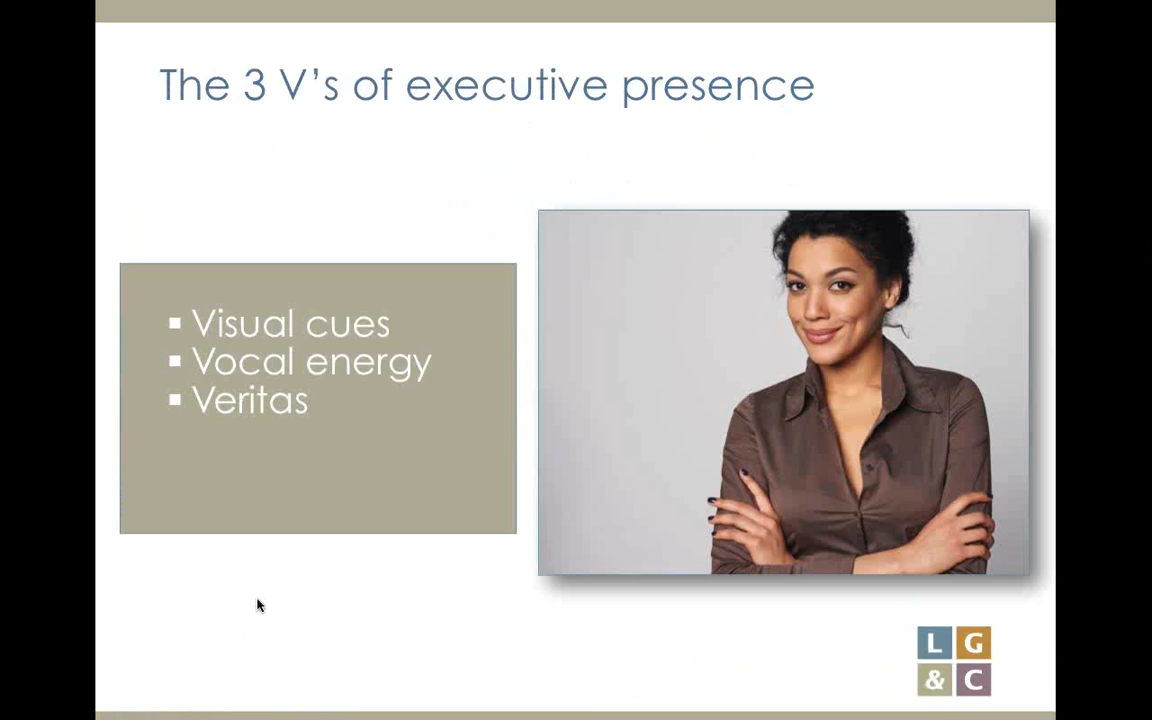 The 3 V's of executive presence
▪ Visual cues
▪ Vocal energy
▪ Veritas
L G
& C